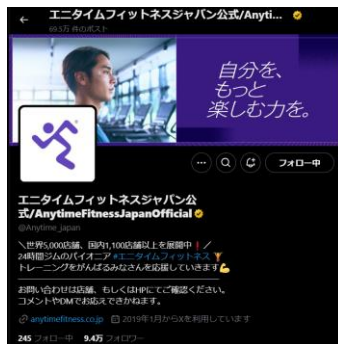 エニタイムフィットネスジャパン公式/Anyti...
69.5万 件のポスト
自分を、
もっと
楽しむ力を。
フォロー中
エニタイムフィットネスジャパン公
式/AnytimeFitnessJapanOfficial
@Anytime_japan
＼世界5,000店舗、国内1,100店舗以上を展開中❗／
24時間ジムのパイオニア #エニタイムフィットネス 🏋
トレーニングをがんばるみなさんを応援していきます💪
お問い合わせは店舗、もしくはHPにてご確認ください。
コメントやDMでお応えできかねます。
anytimefitness.co.jp 2019年1月からXを利用しています
245 フォロー中 9.4万 フォロワー